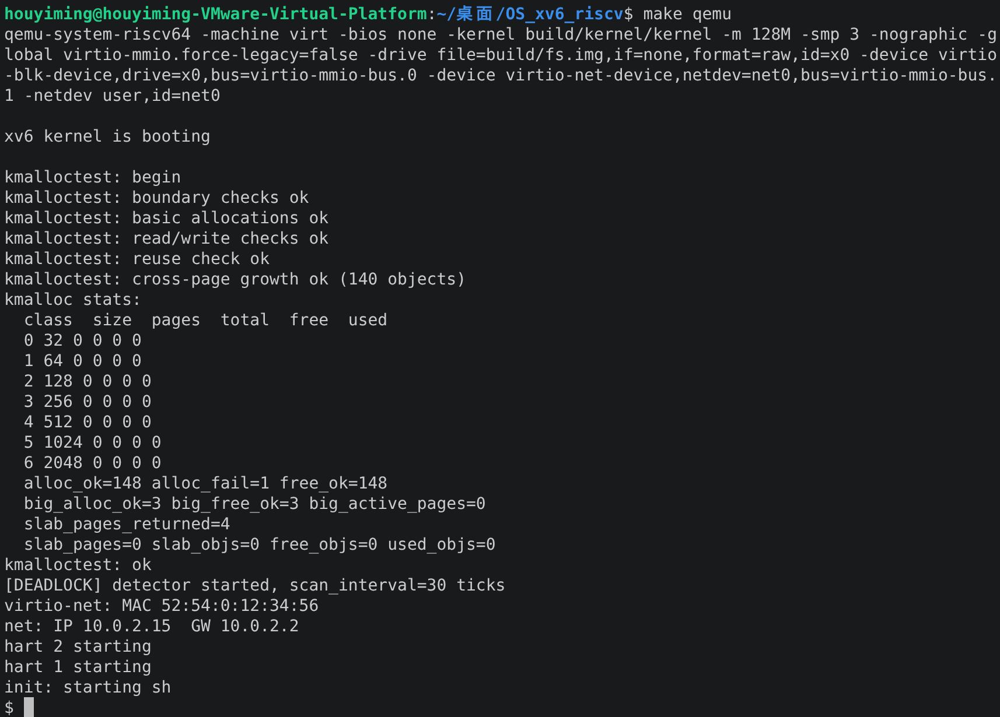 houyiming@houyiming-VMware-Virtual-Platform:~/桌面/OS_xv6_riscv$ make qemu
qemu-system-riscv64 -machine virt -bios none -kernel build/kernel/kernel -m 128M -smp 3 -nographic -g
lobal virtio-mmio.force-legacy=false -drive file=build/fs.img,if=none,format=raw,id=x0 -device virtio
-blk-device,drive=x0,bus=virtio-mmio-bus.0 -device virtio-net-device,netdev=net0,bus=virtio-mmio-bus.
1 -netdev user,id=net0

xv6 kernel is booting

kmalloctest: begin
kmalloctest: boundary checks ok
kmalloctest: basic allocations ok
kmalloctest: read/write checks ok
kmalloctest: reuse check ok
kmalloctest: cross-page growth ok (140 objects)
kmalloc stats:
  class  size  pages  total  free  used
  0 32 0 0 0 0
  1 64 0 0 0 0
  2 128 0 0 0 0
  3 256 0 0 0 0
  4 512 0 0 0 0
  5 1024 0 0 0 0
  6 2048 0 0 0 0
  alloc_ok=148 alloc_fail=1 free_ok=148
  big_alloc_ok=3 big_free_ok=3 big_active_pages=0
  slab_pages_returned=4
  slab_pages=0 slab_objs=0 free_objs=0 used_objs=0
kmalloctest: ok
[DEADLOCK] detector started, scan_interval=30 ticks
virtio-net: MAC 52:54:0:12:34:56
net: IP 10.0.2.15  GW 10.0.2.2
hart 2 starting
hart 1 starting
init: starting sh
$